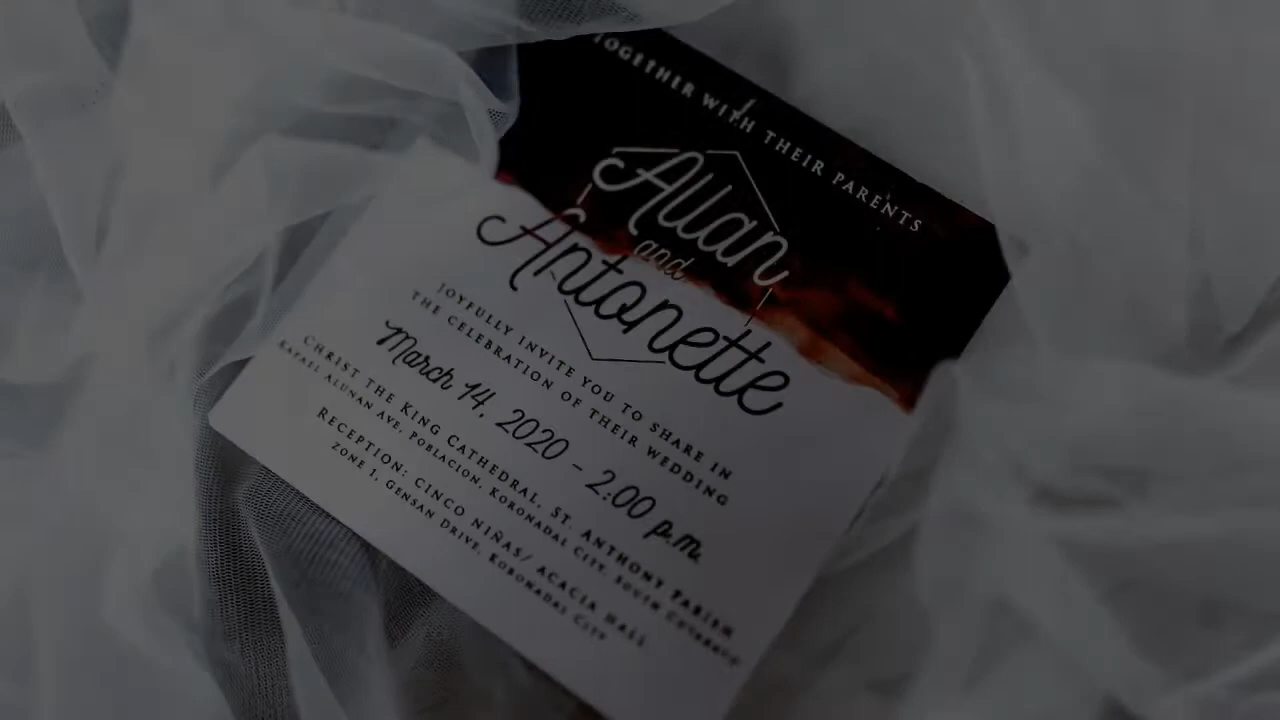 TOGETHER WITH THEIR PARENTS
Allan
and
Antonette
JOYFULLY INVITE YOU TO SHARE IN
THE CELEBRATION OF THEIR WEDDING
March 14, 2020 - 2:00 p.m.
CHRIST THE KING CATHEDRAL, ST. ANTHONY PARISH
RAFAEL ALUNAN AVE. POBLACION, KORONADAL CITY, SOUTH COTABATO
RECEPTION: CINCO NIÑAS/ ACACIA HALL
ZONE 1, GENSAN DRIVE, KORONADAL CITY